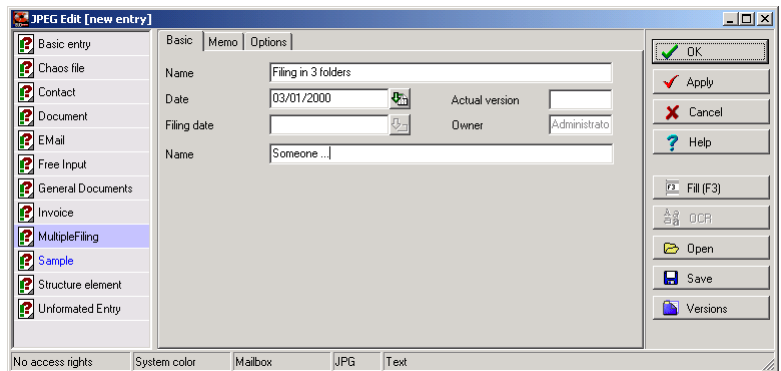 JPEG Edit [new entry]
Basic entry
Chaos file
Contact
Document
EMail
Free Input
General Documents
Invoice
MultipleFiling
Sample
Structure element
Unformated Entry
Basic Memo Options
Name Filing in 3 folders
Date 03/01/2000 Actual version
Filing date Owner Administrato
Name Someone ...
OK
Apply
Cancel
Help
Fill (F3)
OCR
Open
Save
Versions
No access rights System color Mailbox JPG Text